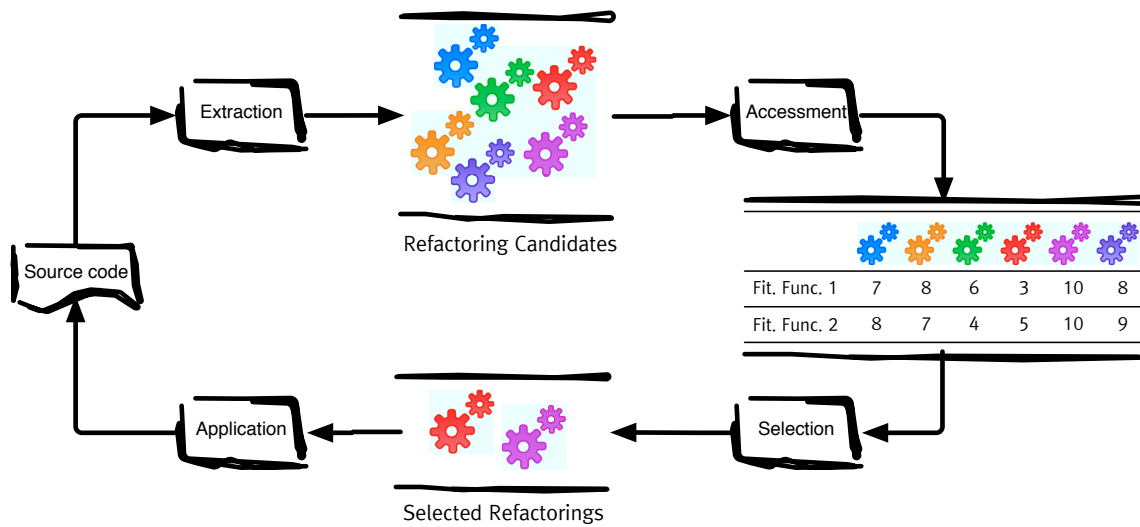 Extraction
Accessment
Refactoring Candidates
Source code
Fit. Func. 1 7 8 6 3 10 8
Fit. Func. 2 8 7 4 5 10 9
Application
Selection
Selected Refactorings